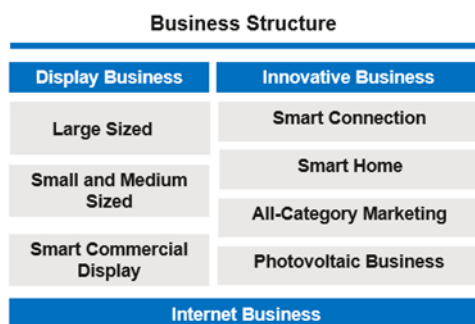 Business Structure
Display Business
Large Sized
Small and Medium
Sized
Smart Commercial
Display
Innovative Business
Smart Connection
Smart Home
All-Category Marketing
Photovoltaic Business
Internet Business